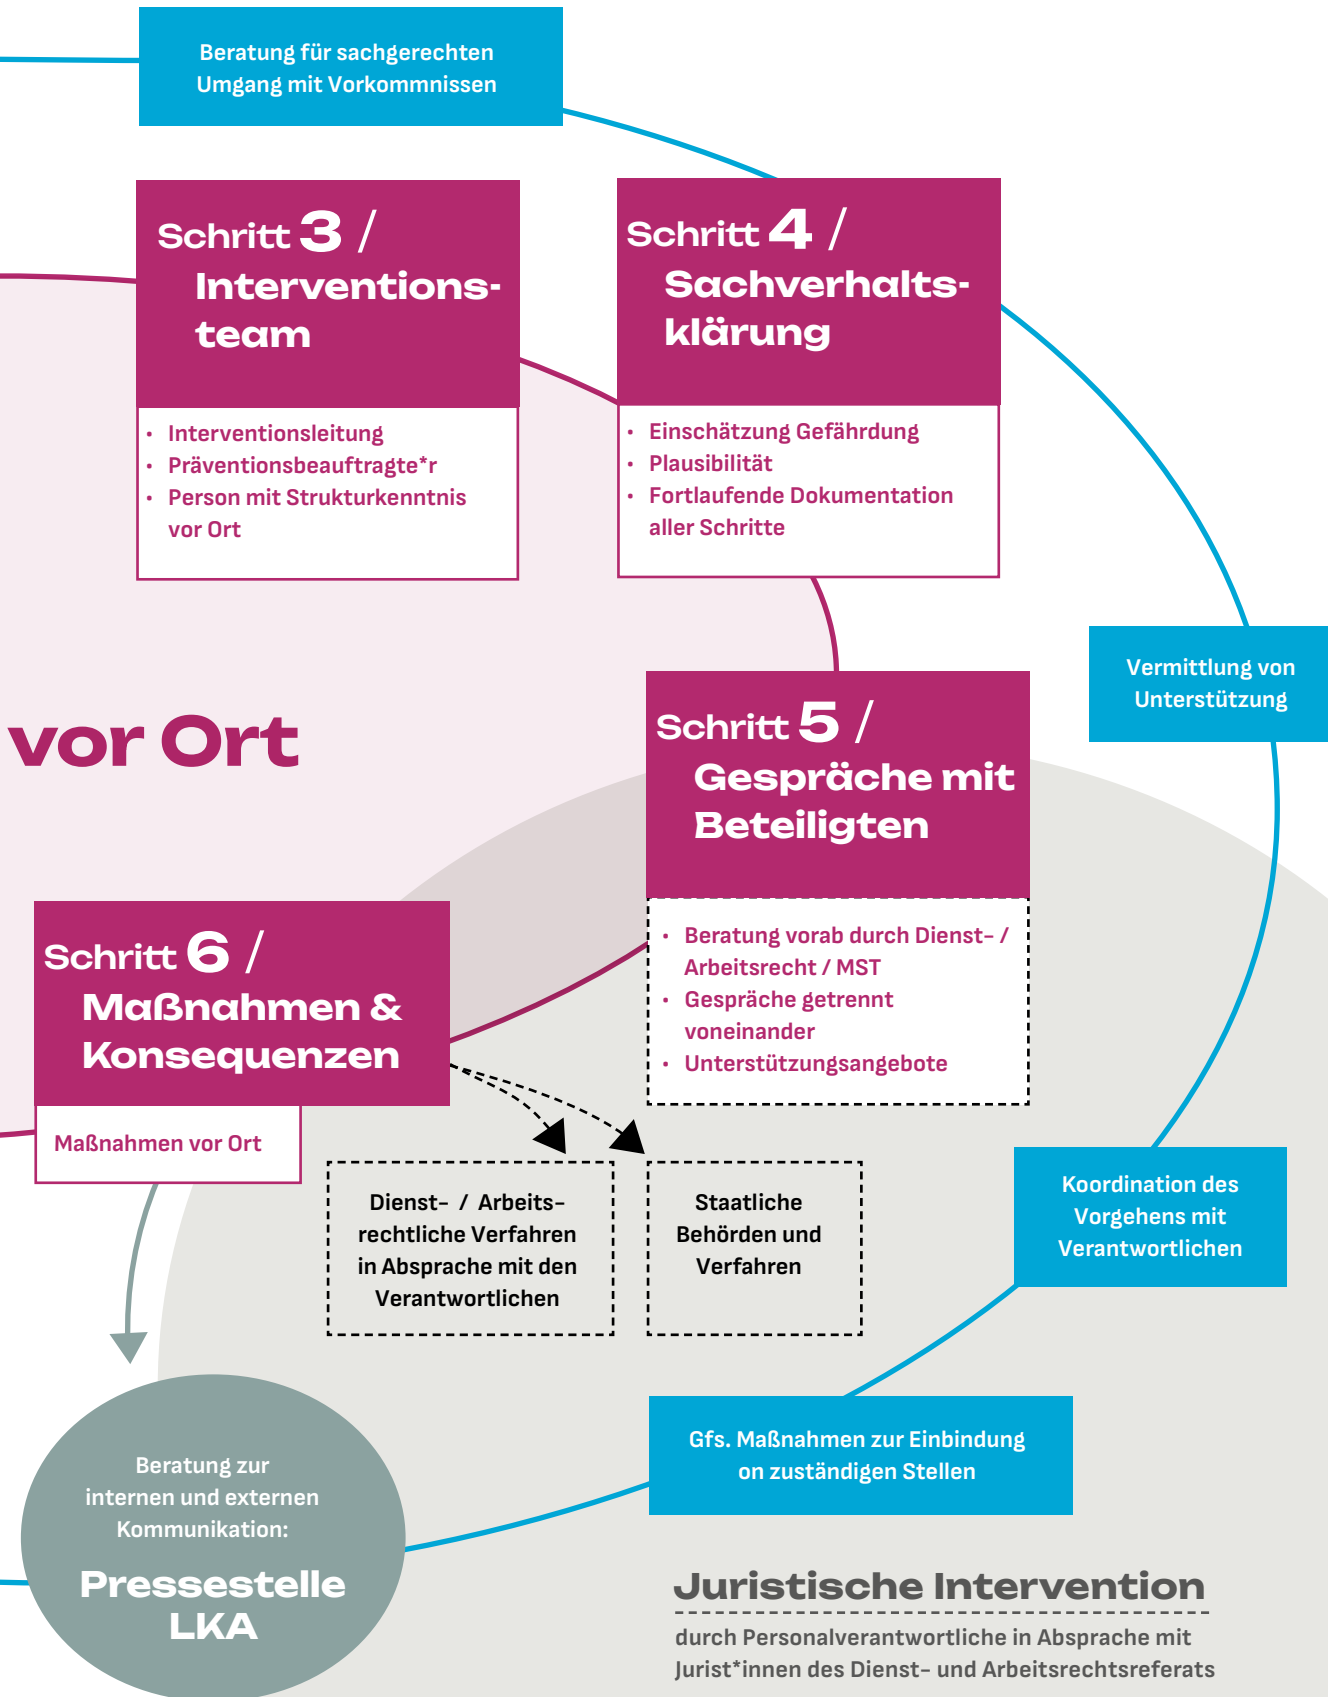 Beratung für sachgerechten
Umgang mit Vorkommnissen
Schritt 3 /
Interventions-
team
• Interventionsleitung
• Präventionsbeauftragte*r
• Person mit Strukturkenntnis
vor Ort
Schritt 4 /
Sachverhalts-
klärung
• Einschätzung Gefährdung
• Plausibilität
• Fortlaufende Dokumentation
aller Schritte
Vermittlung von
Unterstützung
vor Ort
Schritt 5 /
Gespräche mit
Beteiligten
• Beratung vorab durch Dienst- /
Arbeitsrecht / MST
• Gespräche getrennt
voneinander
• Unterstützungsangebote
Schritt 6 /
Maßnahmen &
Konsequenzen
Maßnahmen vor Ort
Dienst- / Arbeits-
rechtliche Verfahren
in Absprache mit den
Verantwortlichen
Staatliche
Behörden und
Verfahren
Koordination des
Vorgehens mit
Verantwortlichen
Gfs. Maßnahmen zur Einbindung
on zuständigen Stellen
Beratung zur
internen und externen
Kommunikation:
Pressestelle
LKA
Juristische Intervention
durch Personalverantwortliche in Absprache mit
Jurist*innen des Dienst- und Arbeitsrechtsreferats